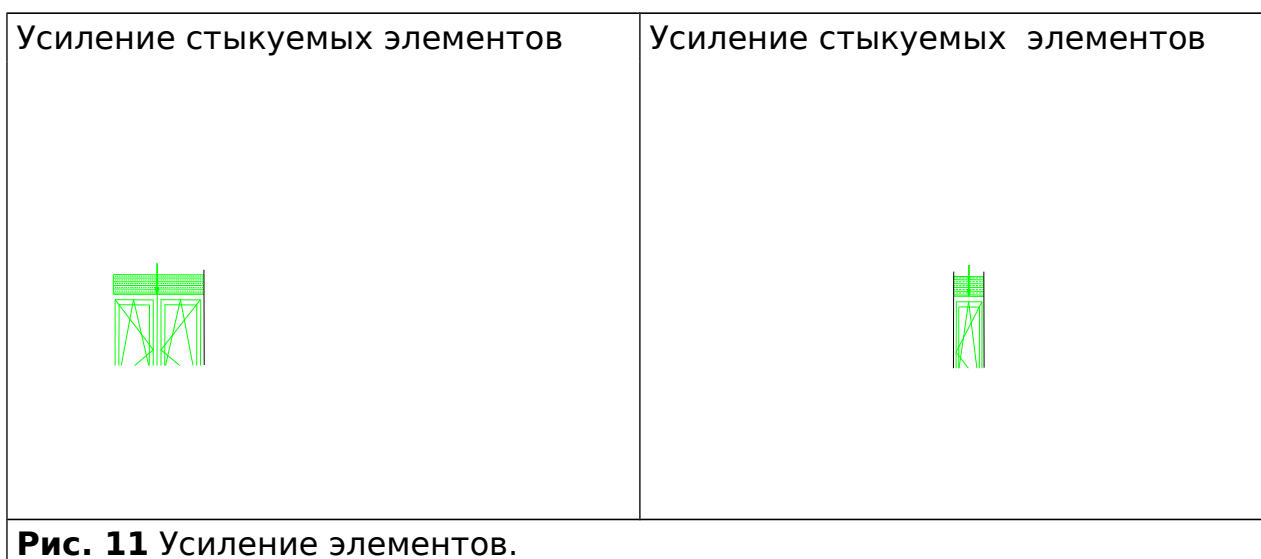 Усиление стыкуемых элементов
Усиление стыкуемых элементов
Рис. 11 Усиление элементов.